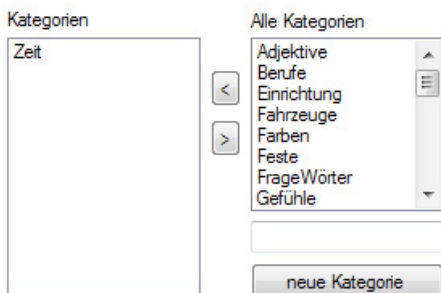 Kategorien
Zeit
<
>
Alle Kategorien
Adjektive
Berufe
Einrichtung
Fahrzeuge
Farben
Feste
FrageWörter
Gefühle
neue Kategorie